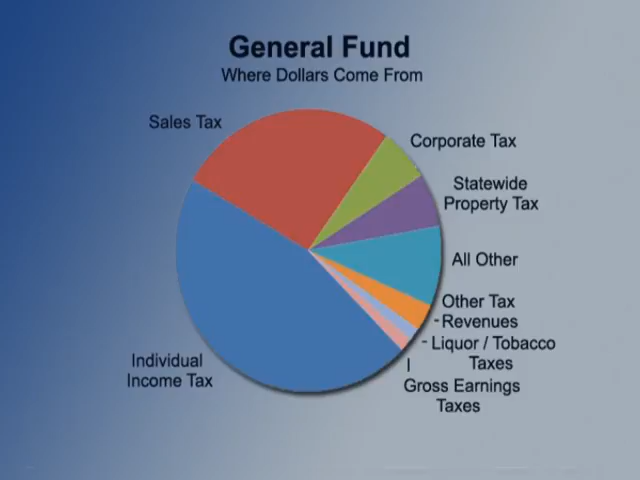 General Fund
Where Dollars Come From
Sales Tax
Corporate Tax
Statewide
Property Tax
All Other
Other Tax
Revenues
Liquor / Tobacco
Taxes
Individual
Income Tax
Gross Earnings
Taxes